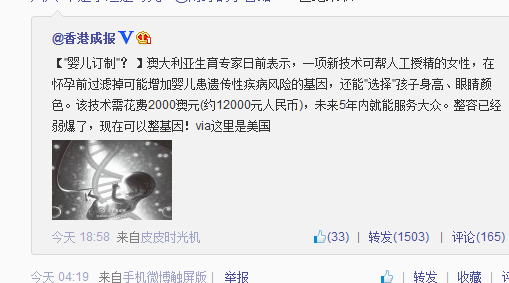 @香港成报
【"婴儿订制"？】澳大利亚生育专家日前表示，一项新技术可帮人工授精的女性，在
怀孕前过滤掉可能增加婴儿患遗传性疾病风险的基因，还能"选择"孩子身高、眼睛颜
色。该技术需花费2000澳元(约12000元人民币)，未来5年内就能服务大众。整容已经
弱爆了，现在可以整基因！via这里是美国
今天 18:58 来自皮皮时光机
(33) | 转发(1503) | 评论(165)
今天 04:19 来自手机微博触屏版 | 举报
| 转发 | 收藏 |